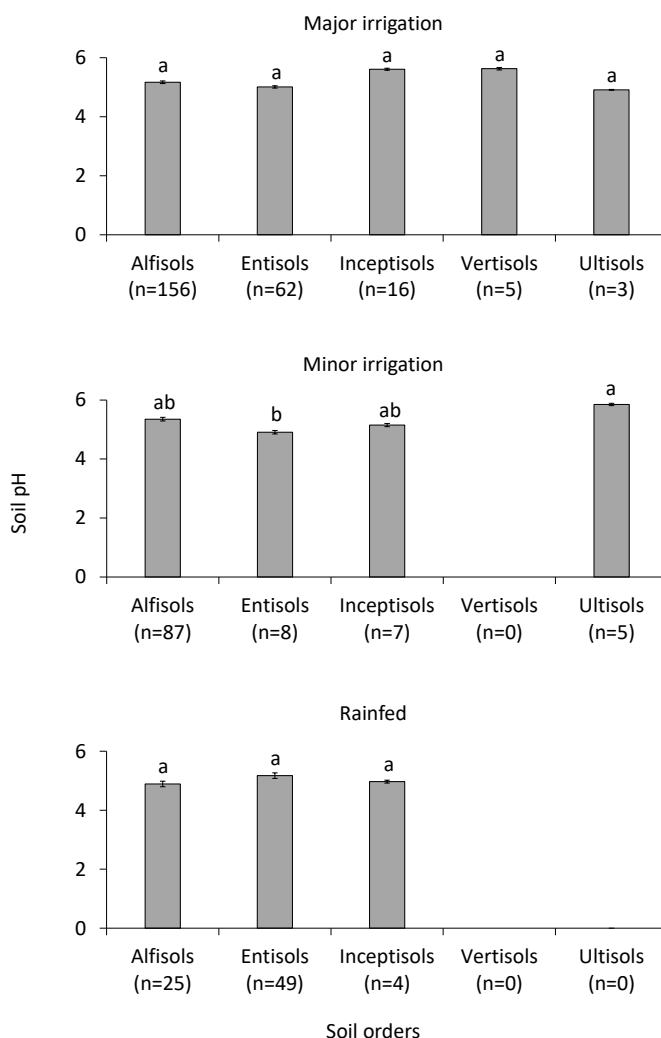 Major irrigation
6
4
2
0
a a a a a
Alfisols Entisols Inceptisols Vertisols Ultisols
(n=156) (n=62) (n=16) (n=5) (n=3)
Minor irrigation
6
4
2
0
ab b ab a
Alfisols Entisols Inceptisols Vertisols Ultisols
(n=87) (n=8) (n=7) (n=0) (n=5)
Soil pH
Rainfed
6
4
2
0
a a a
Alfisols Entisols Inceptisols Vertisols Ultisols
(n=25) (n=49) (n=4) (n=0) (n=0)
Soil orders